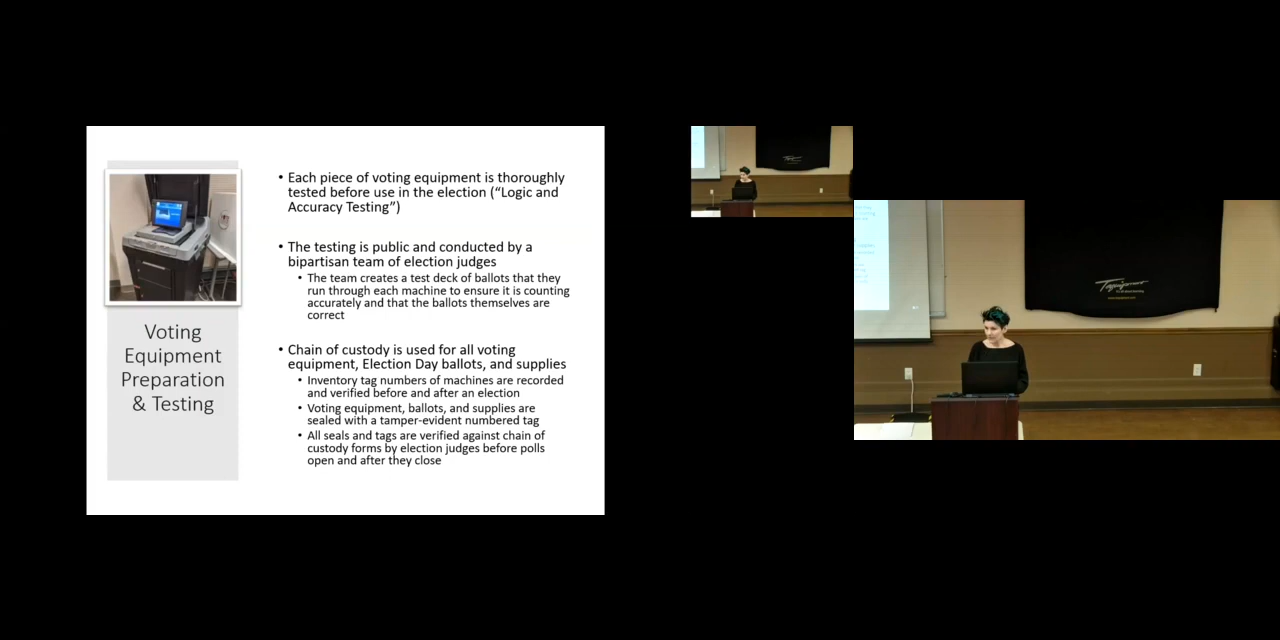 Voting
Equipment
Preparation
& Testing
• Each piece of voting equipment is thoroughly
tested before use in the election (“Logic and
Accuracy Testing”)
• The testing is public and conducted by a
bipartisan team of election judges
• The team creates a test deck of ballots that they
run through each machine to ensure it is counting
accurately and that the ballots themselves are
correct
• Chain of custody is used for all voting
equipment, Election Day ballots, and supplies
• Inventory tag numbers of machines are recorded
and verified before and after an election
• Voting equipment, ballots, and supplies are
sealed with a tamper-evident numbered tag
• All seals and tags are verified against chain of
custody forms by election judges before polls
open and after they close